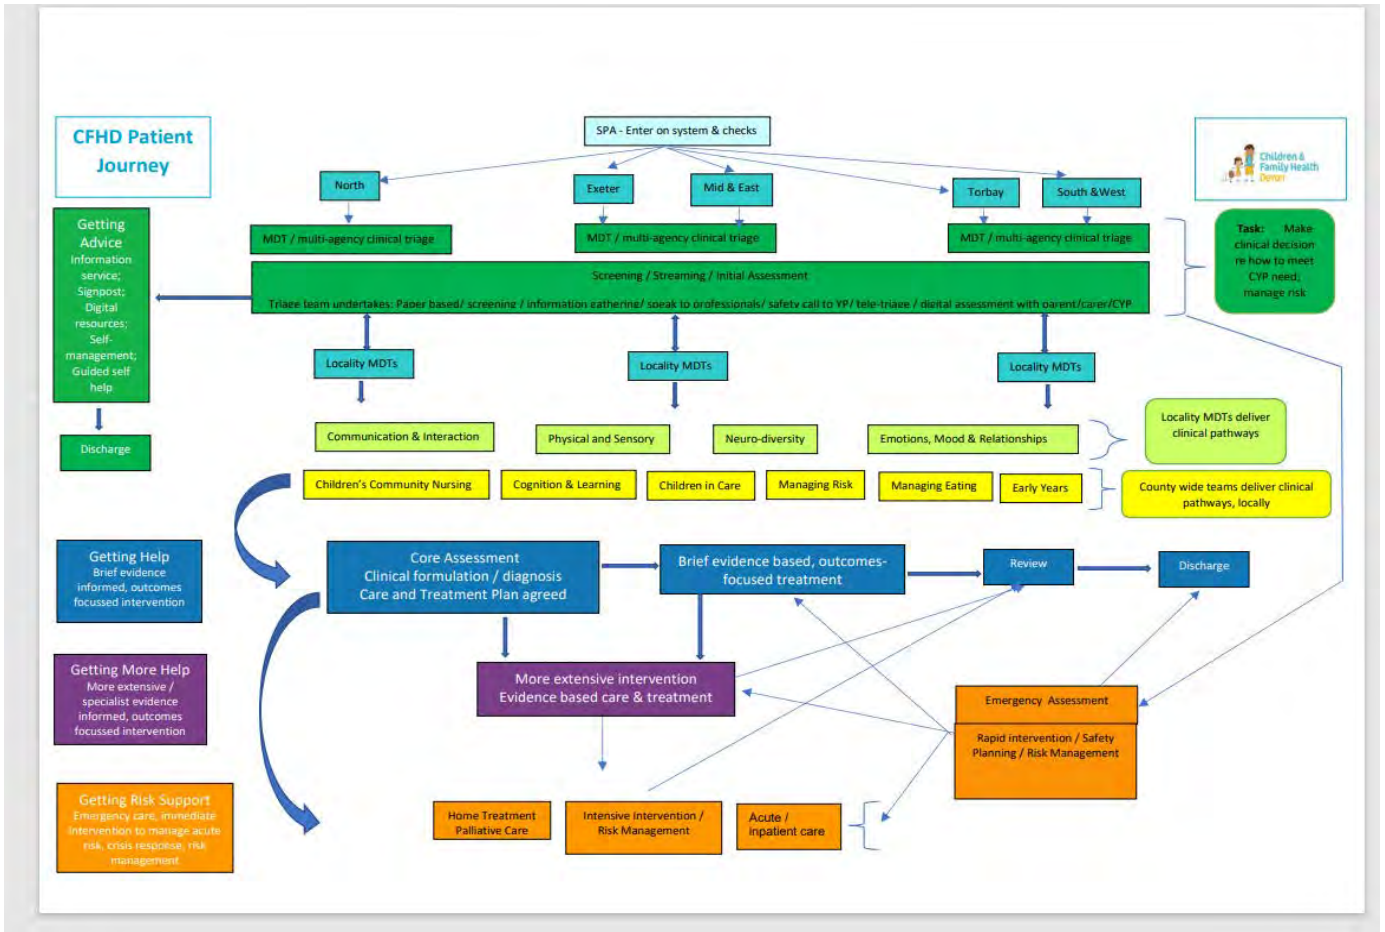 CFHD Patient
Journey
SPA - Enter on system & checks
Children &
Family Health
Devon
North
Exeter
Mid & East
Torbay
South &West
MDT / multi-agency clinical triage
MDT / multi-agency clinical triage
MDT / multi-agency clinical triage
Task: Make
clinical decision
re how to meet
CYP need;
manage risk
Getting
Advice
Information
service;
Signpost;
Digital
resources;
Self-
management;
Guided self
help
Screening / Streaming / Initial Assessment
Triage team undertakes: Paper based/ screening / information gathering/ speak to professionals/ safety call to YP/ tele-triage / digital assessment with parent/carer/CYP
Locality MDTs
Locality MDTs
Locality MDTs
Discharge
Communication & Interaction
Physical and Sensory
Neuro-diversity
Emotions, Mood & Relationships
Locality MDTs deliver
clinical pathways
Children's Community Nursing
Cognition & Learning
Children in Care
Managing Risk
Managing Eating
Early Years
County wide teams deliver clinical
pathways, locally
Getting Help
Brief evidence
informed, outcomes
focussed intervention
Core Assessment
Clinical formulation / diagnosis
Care and Treatment Plan agreed
Brief evidence based, outcomes-
focused treatment
Review
Discharge
Getting More Help
More extensive /
specialist evidence
informed, outcomes
focussed intervention
More extensive intervention
Evidence based care & treatment
Emergency Assessment
Rapid intervention / Safety
Planning / Risk Management
Getting Risk Support
Emergency care, immediate
intervention to manage acute
risk, crisis response, risk
management
Home Treatment
Palliative Care
Intensive Intervention /
Risk Management
Acute /
inpatient care